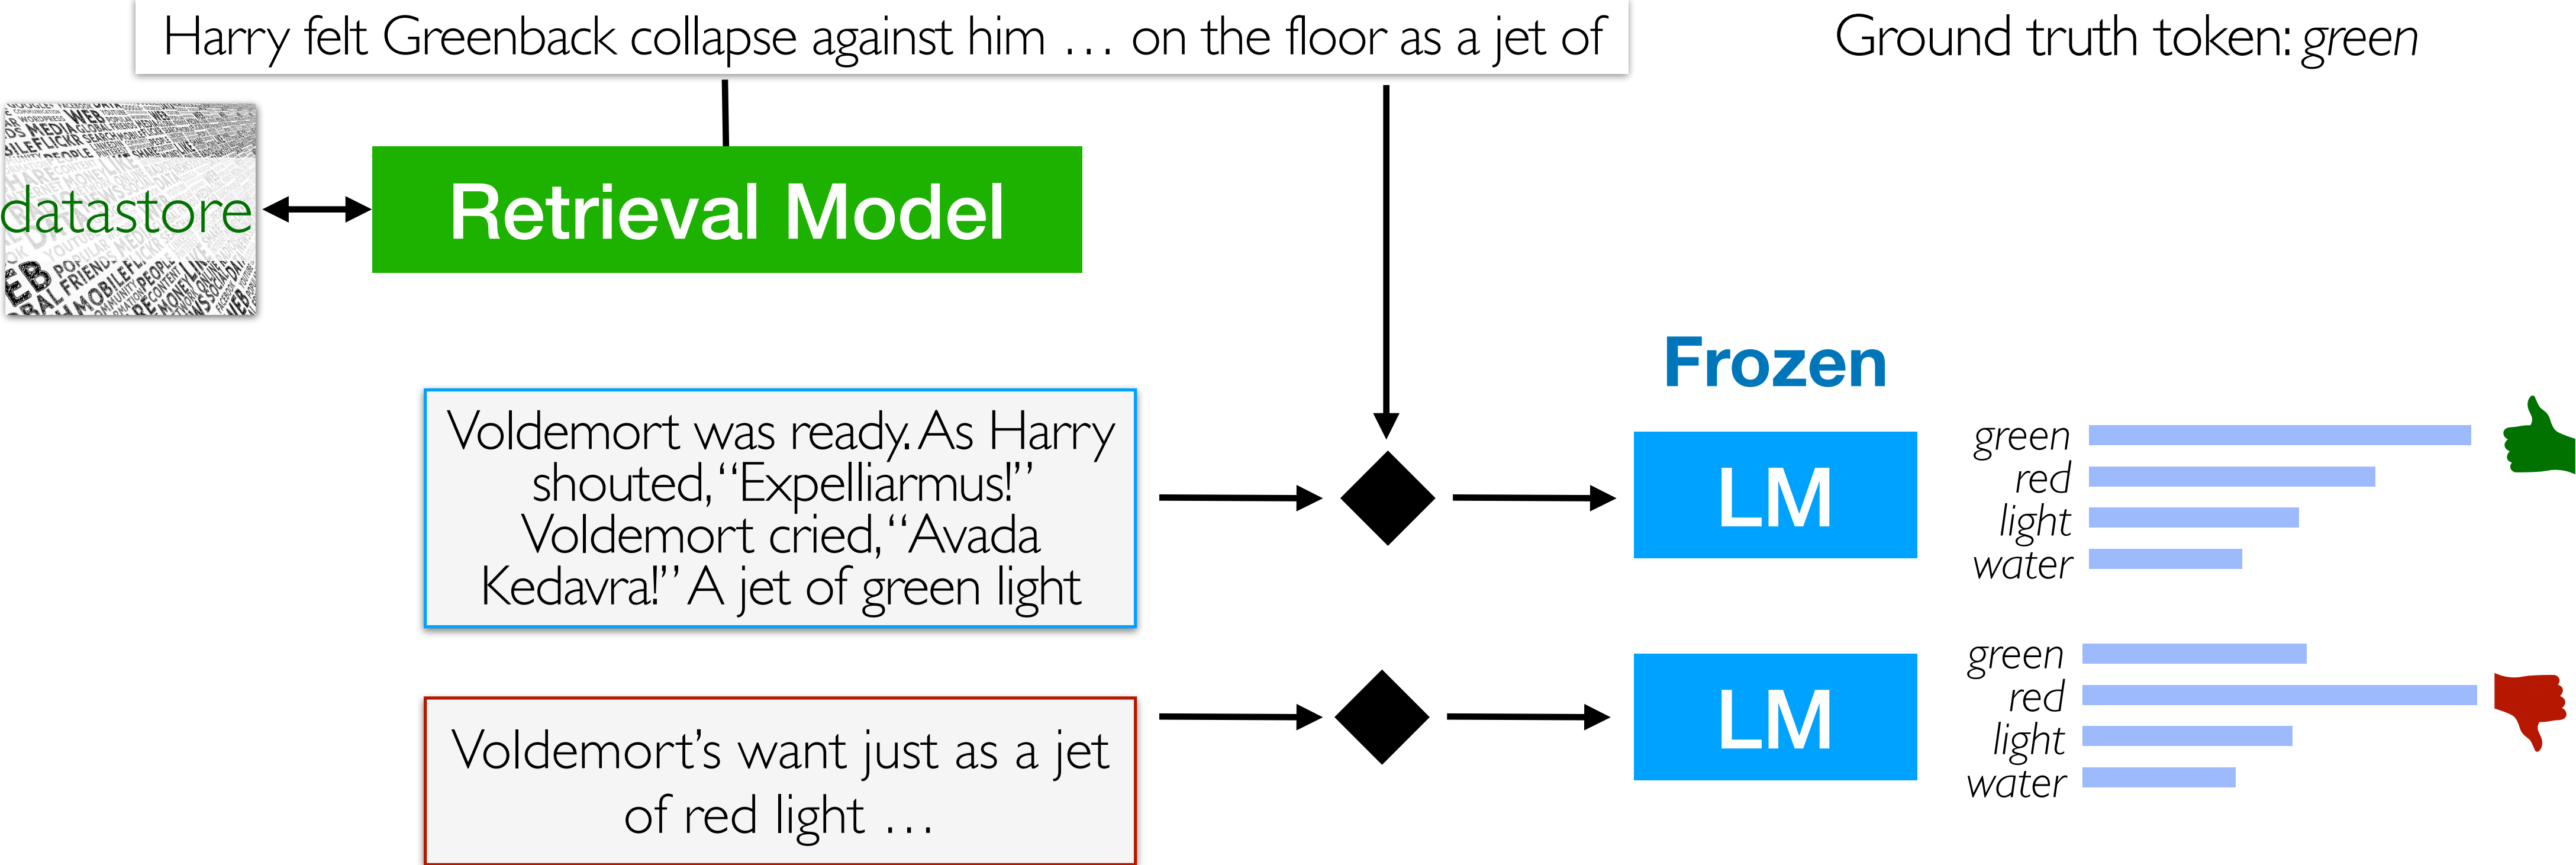 Harry felt Greenback collapse against him … on the floor as a jet of
Ground truth token: green
datastore
Retrieval Model
Frozen
Voldemort was ready. As Harry
shouted, “Expelliarmus!”
Voldemort cried, “Avada
Kedavra!” A jet of green light
LM
green
red
light
water
Voldemort’s want just as a jet
of red light …
LM
green
red
light
water